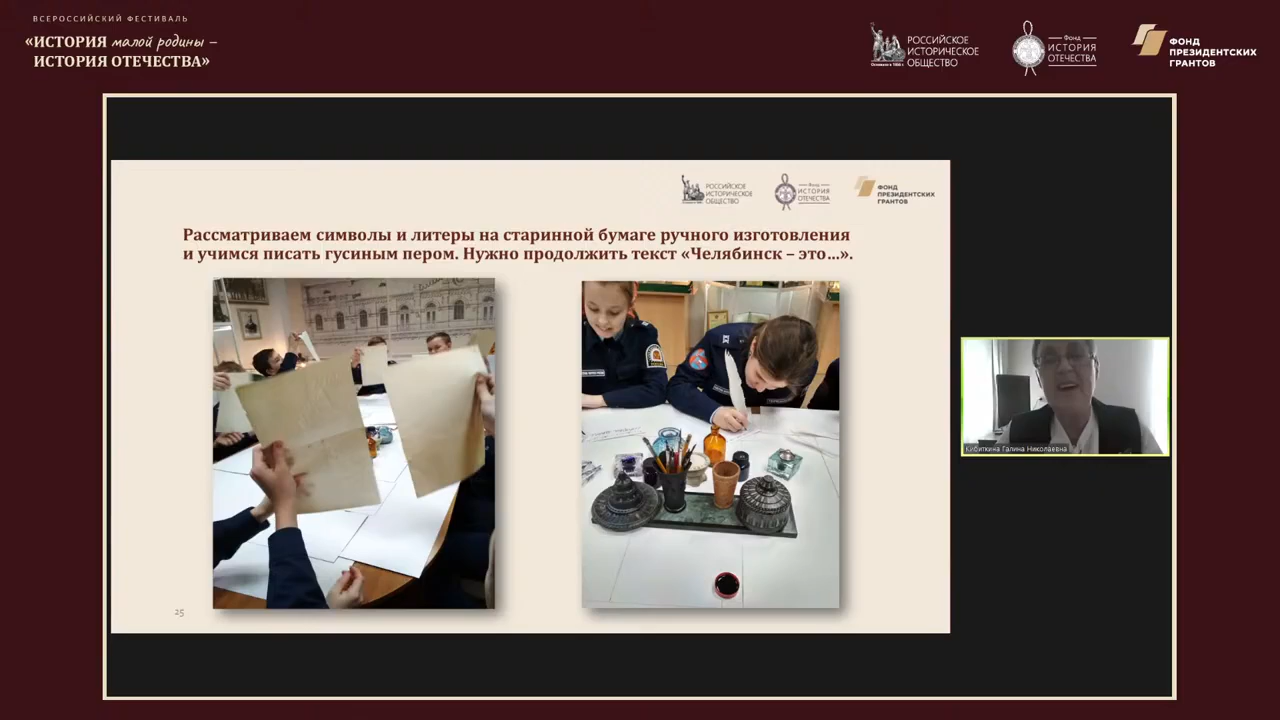 ВСЕРОССИЙСКИЙ ФЕСТИВАЛЬ
«ИСТОРИЯ малой родины –
ИСТОРИЯ ОТЕЧЕСТВА»
РОССИЙСКОЕ
ИСТОРИЧЕСКОЕ
ОБЩЕСТВО
Фонд
ИСТОРИЯ
ОТЕЧЕСТВА
ФОНД
ПРЕЗИДЕНТСКИХ
ГРАНТОВ
РОССИЙСКОЕ
ИСТОРИЧЕСКОЕ
ОБЩЕСТВО
Фонд
ИСТОРИЯ
ОТЕЧЕСТВА
ФОНД
ПРЕЗИДЕНТСКИХ
ГРАНТОВ
Рассматриваем символы и литеры на старинной бумаге ручного изготовления
и учимся писать гусиным пером. Нужно продолжить текст «Челябинск – это…».
Кибиткина Галина Николаевна
25